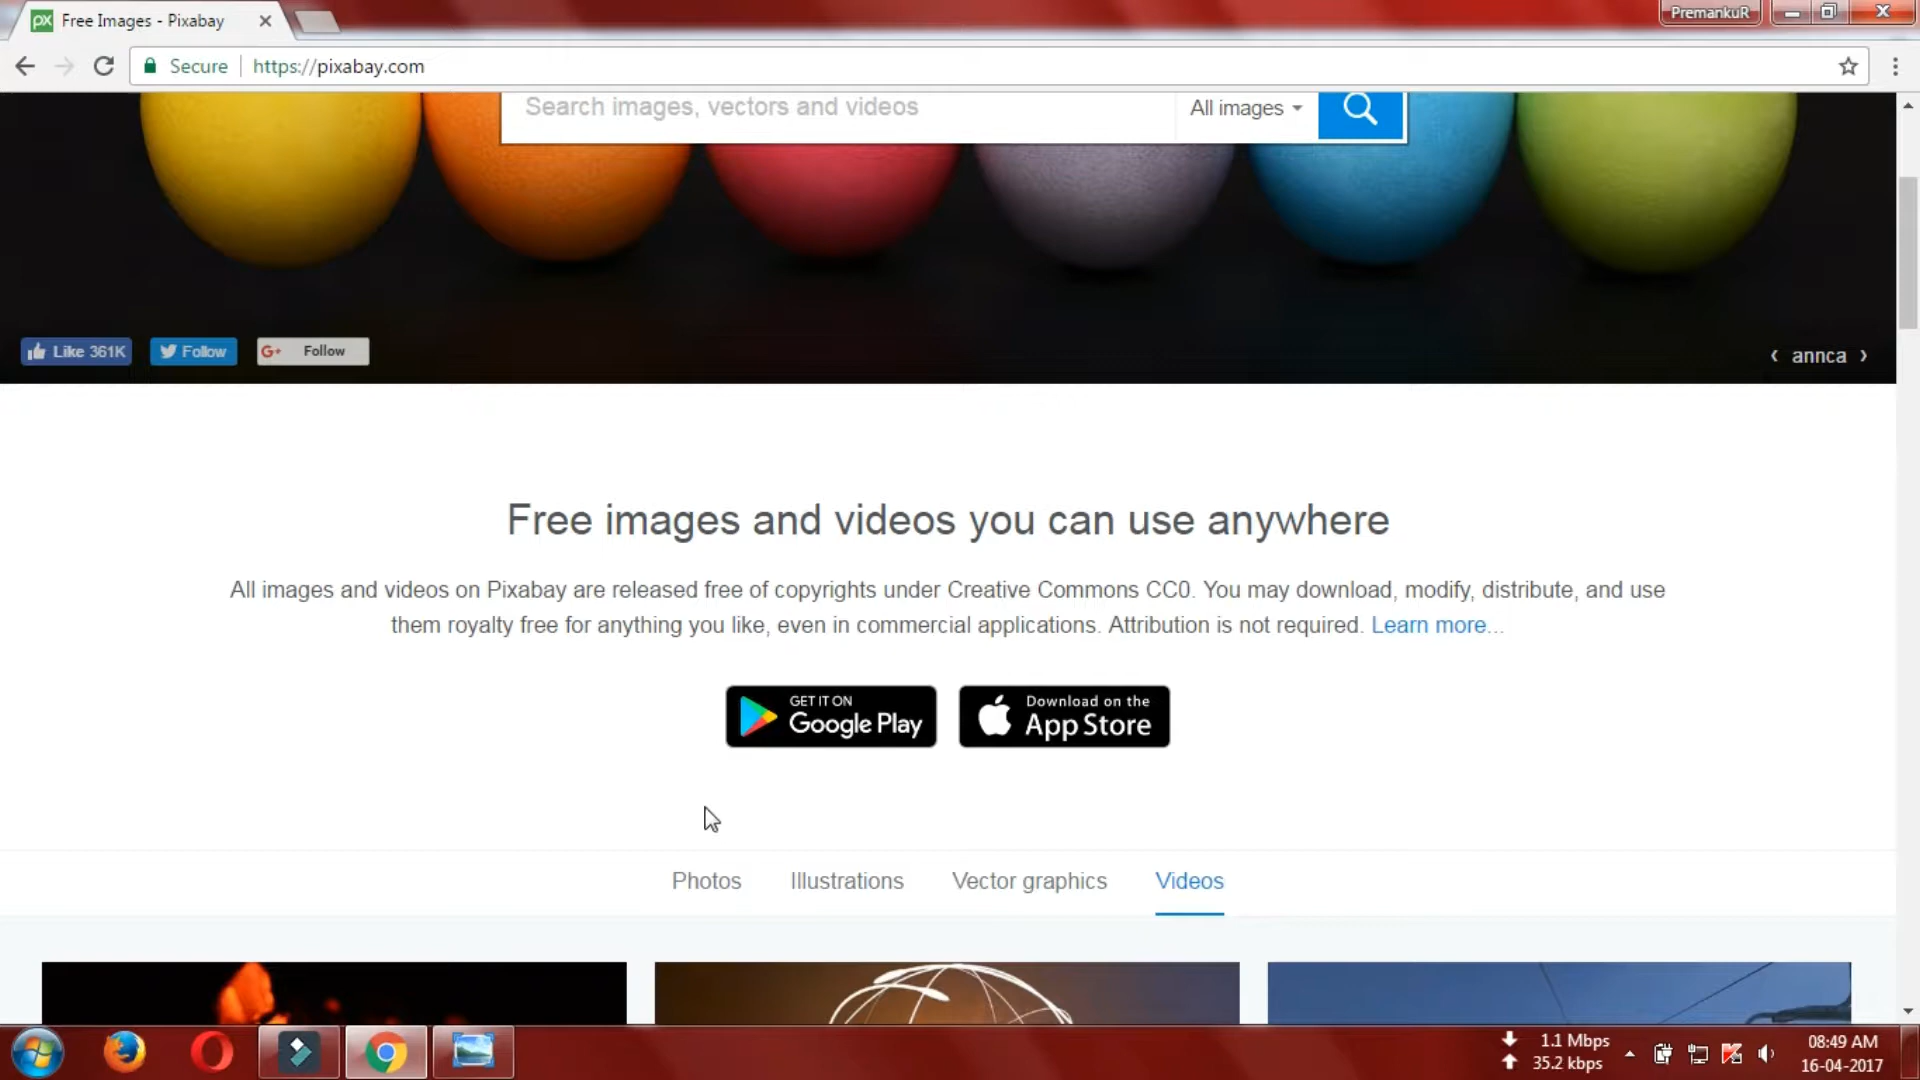 px Free Images - Pixabay
PremankuR
Secure https://pixabay.com
Search images, vectors and videos All images
Like 361K Follow G+ Follow
‹ annca ›
Free images and videos you can use anywhere
All images and videos on Pixabay are released free of copyrights under Creative Commons CC0. You may download, modify, distribute, and use
them royalty free for anything you like, even in commercial applications. Attribution is not required. Learn more...
GET IT ON
Google Play
Download on the
App Store
Photos Illustrations Vector graphics Videos
1.1 Mbps
35.2 kbps
08:49 AM
16-04-2017